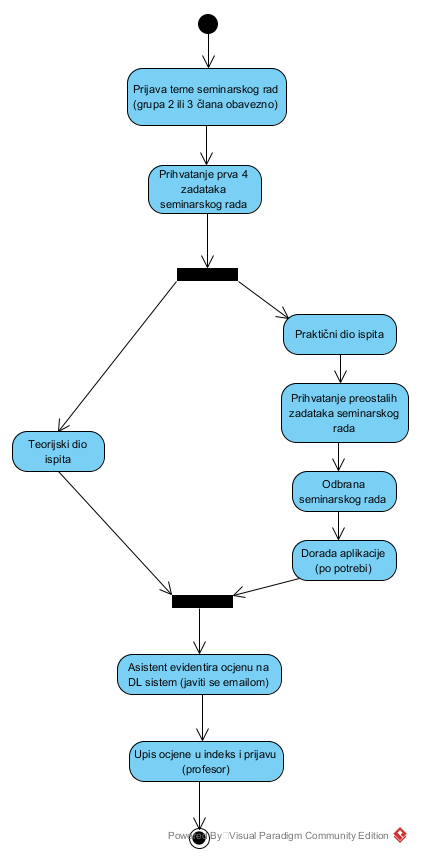 Prijava teme seminarskog rad
(grupa 2 ili 3 člana obavezno)
Prihvatanje prva 4
zadataka
seminarskog rada
Praktični dio ispita
Prihvatanje preostalih
zadataka seminarskog
rada
Teorijski dio
ispita
Odbrana
seminarskog rada
Dorada aplikacije
(po potrebi)
Asistent evidentira ocjenu na
DL sistem (javiti se emailom)
Upis ocjene u indeks i prijavu
(profesor)
Powered By Visual Paradigm Community Edition